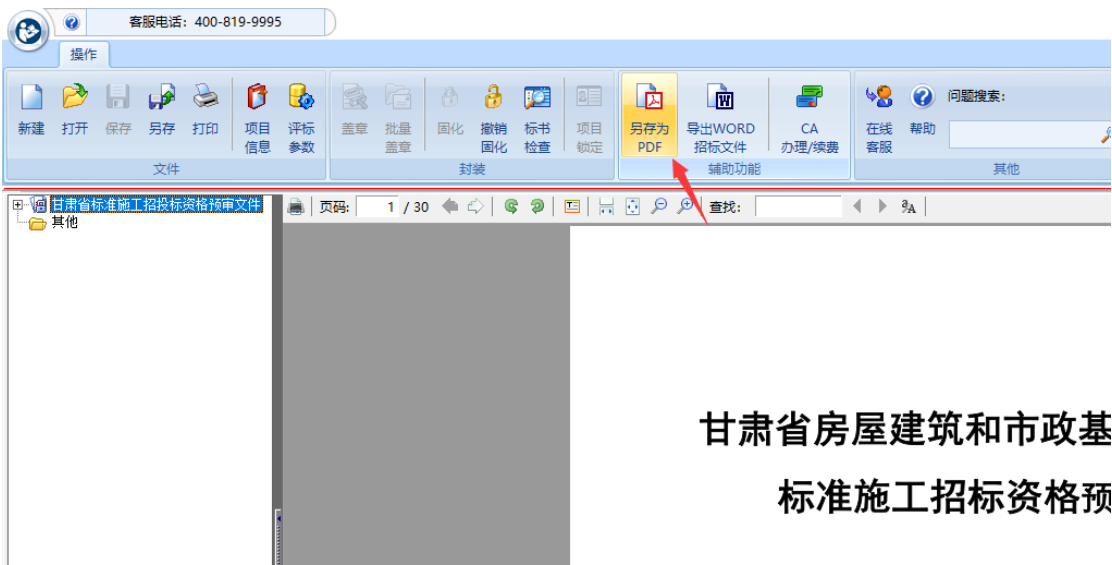 客服电话：400-819-9995
操作
新建 打开 保存 另存 打印 项目信息 评标参数 盖章 批量盖章 固化 撤销固化 标书检查 项目锁定 另存为PDF 导出WORD招标文件 CA办理/续费 在线客服 帮助 问题搜索：
文件 封装 辅助功能 其他
甘肃省标准施工招投标资格预审文件
其他
页码： 1 / 30 查找：
甘肃省房屋建筑和市政基
标准施工招标资格预